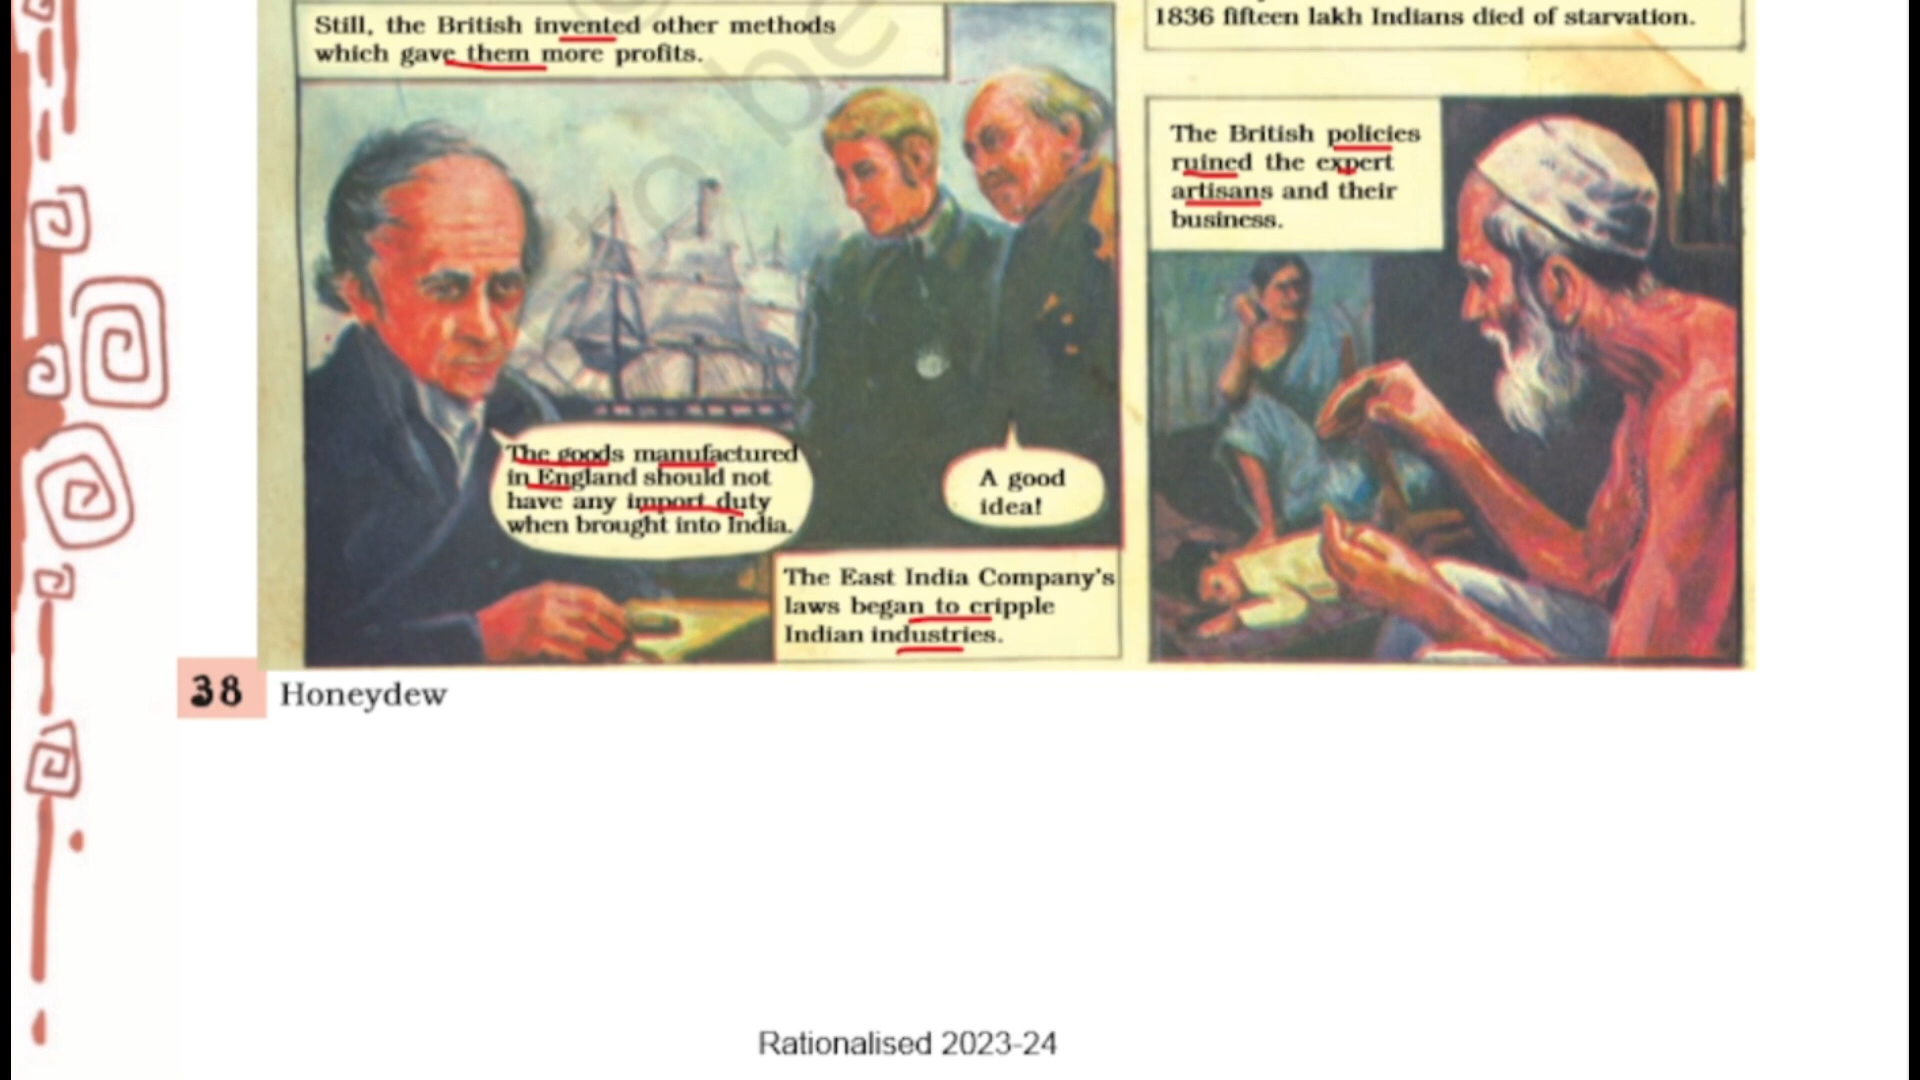 Still, the British invented other methods
which gave them more profits.
The goods manufactured
in England should not
have any import duty
when brought into India.
A good
idea!
The East India Company's
laws began to cripple
Indian industries.
1836 fifteen lakh Indians died of starvation.
The British policies
ruined the expert
artisans and their
business.
to be
38 Honeydew
Rationalised 2023-24